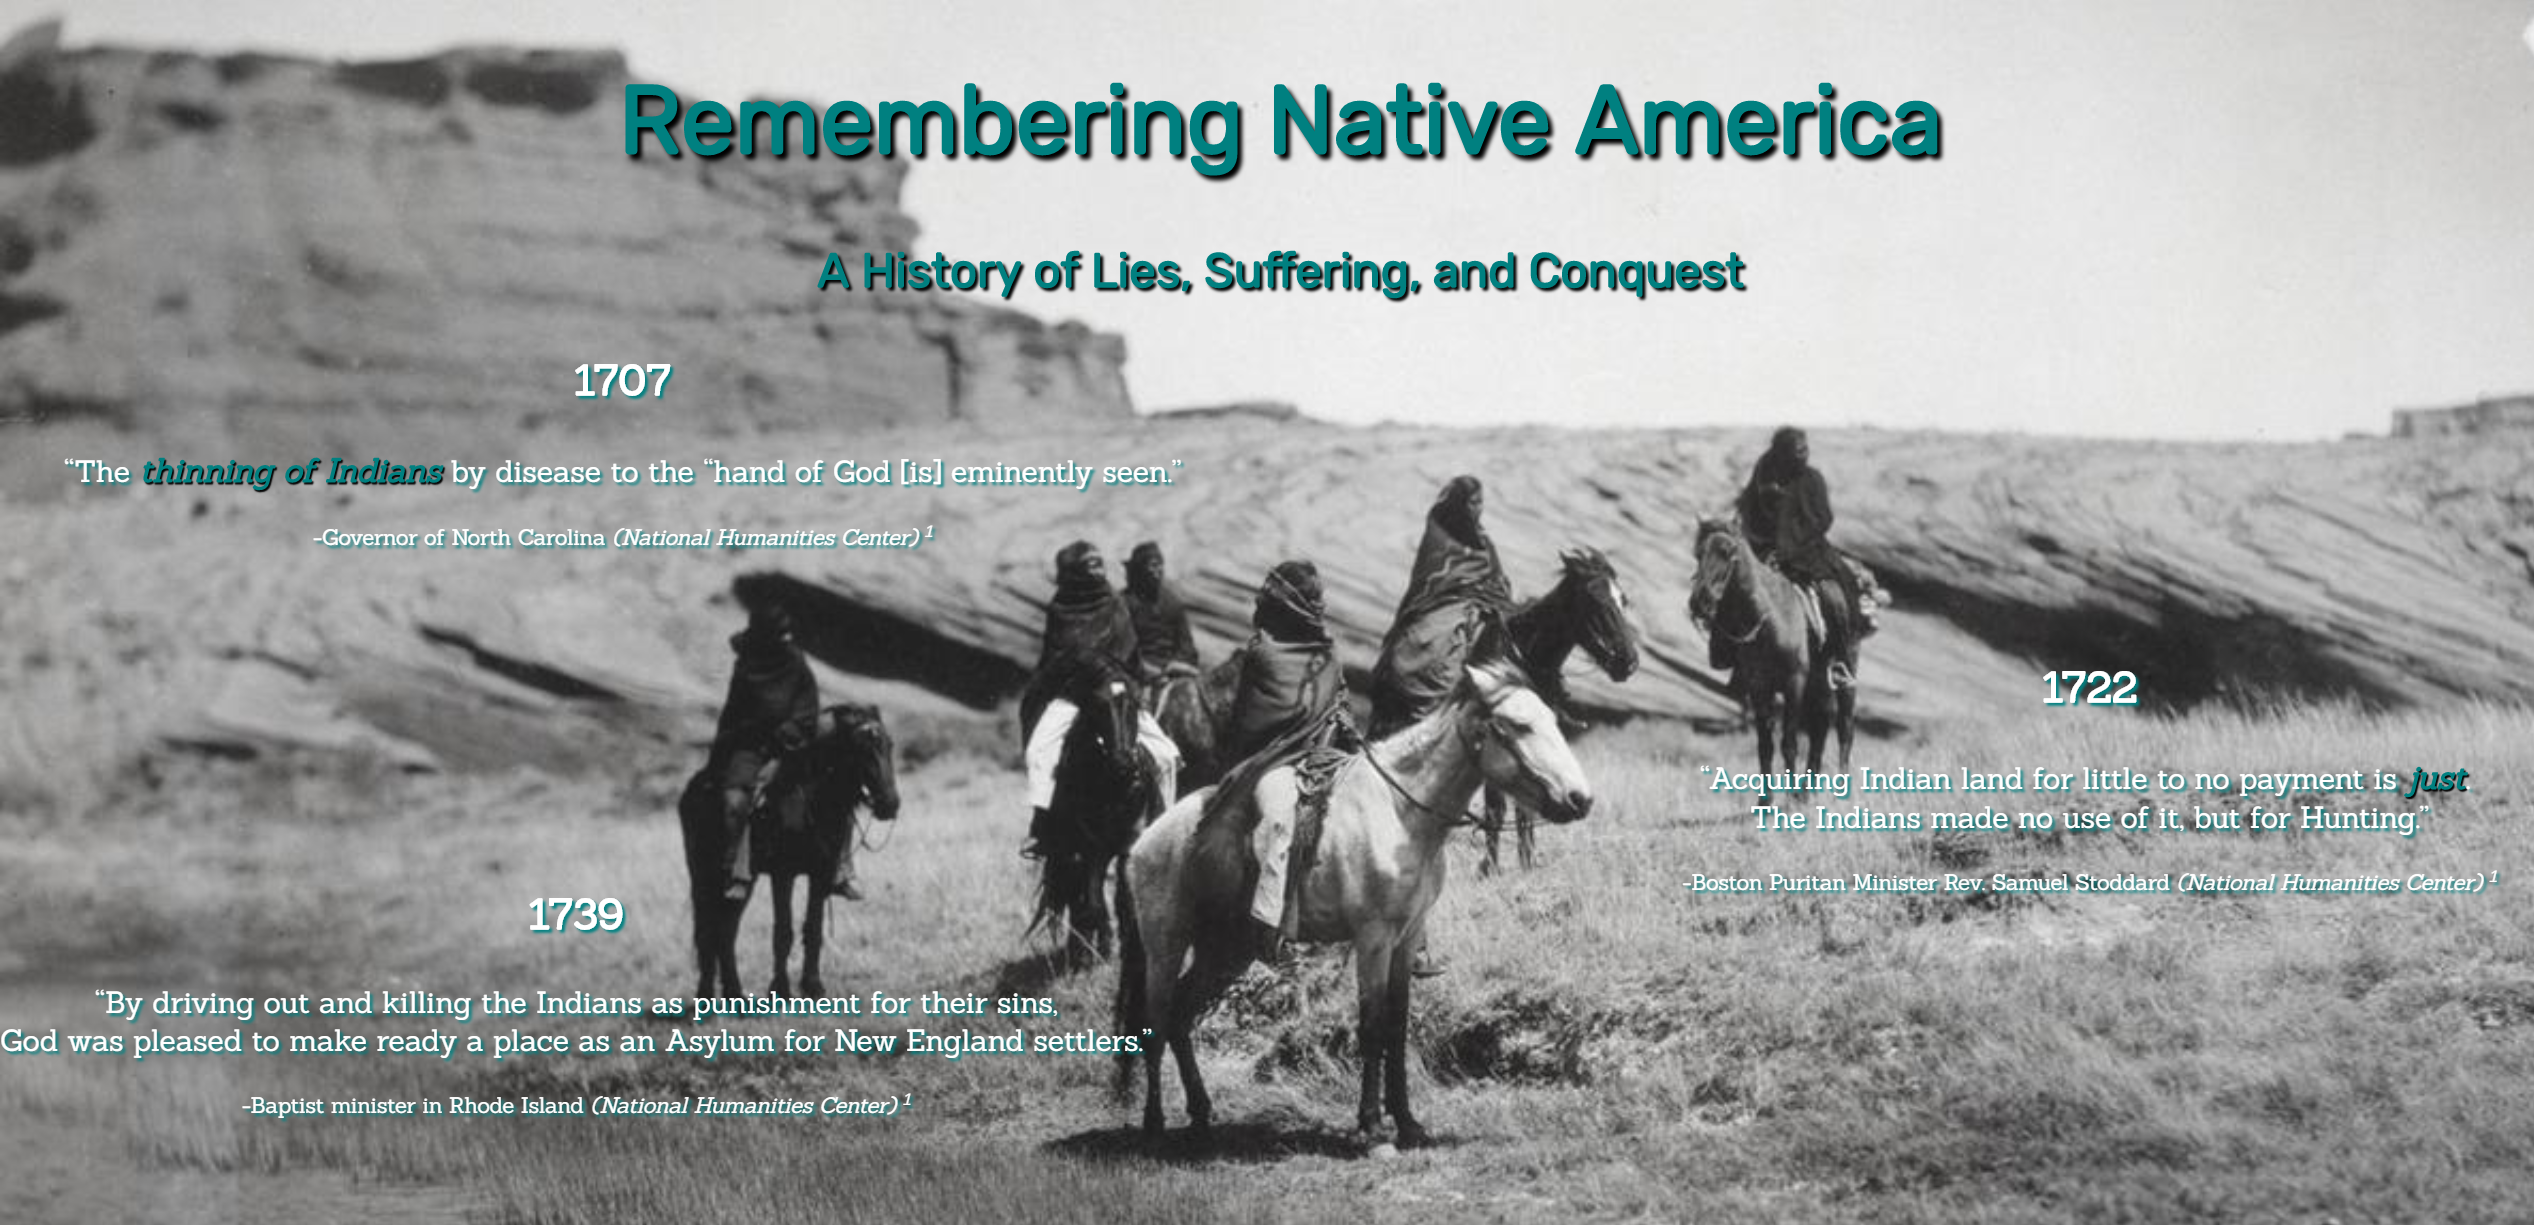 Remembering Native America
A History of Lies, Suffering, and Conquest
1707
“The thinning of Indians by disease to the “hand of God [is] eminently seen.”
-Governor of North Carolina (National Humanities Center) 1
1722
“Acquiring Indian land for little to no payment is just.
The Indians made no use of it, but for Hunting.”
-Boston Puritan Minister Rev. Samuel Stoddard (National Humanities Center) 1
1739
“By driving out and killing the Indians as punishment for their sins,
God was pleased to make ready a place as an Asylum for New England settlers.”
-Baptist minister in Rhode Island (National Humanities Center) 1